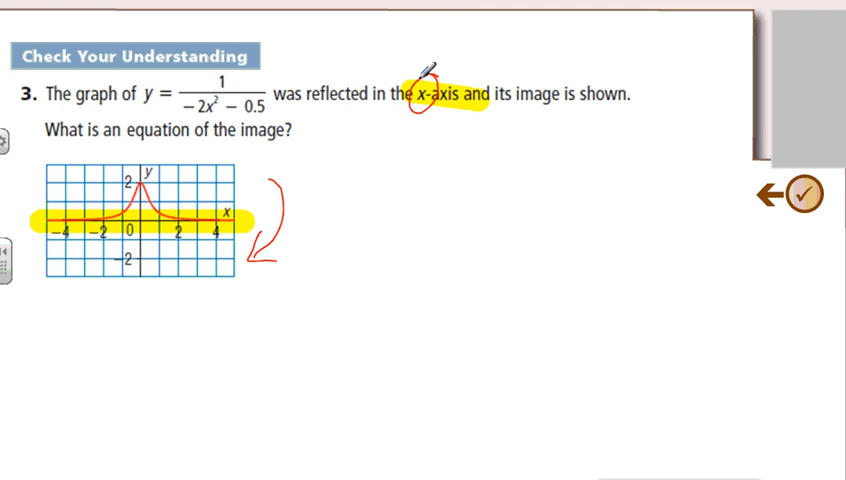 Check Your Understanding
3. The graph of y = 1/(−2x² − 0.5) was reflected in the x-axis and its image is shown.
What is an equation of the image?
2 y
x
−4 −2 0 2 4
−2